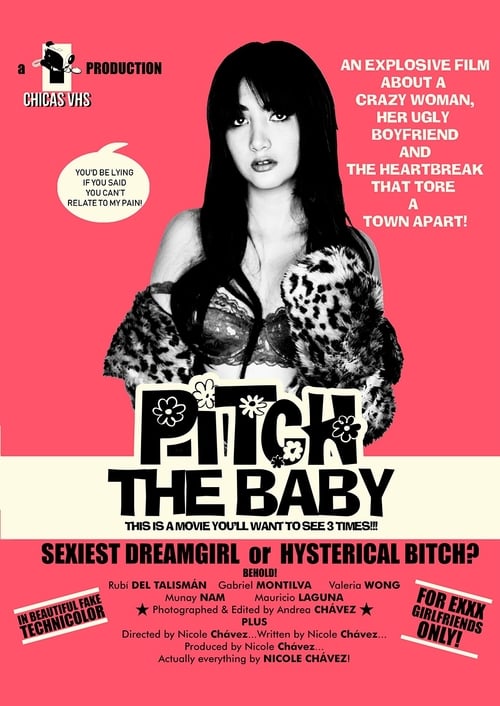 a PRODUCTION
CHICAS VHS
AN EXPLOSIVE FILM
ABOUT A
CRAZY WOMAN,
HER UGLY
BOYFRIEND
AND
THE HEARTBREAK
THAT TORE
A
TOWN APART!
YOU'D BE LYING
IF YOU SAID
YOU CAN'T
RELATE TO MY PAIN!
PITCH
THE BABY
THIS IS A MOVIE YOU'LL WANT TO SEE 3 TIMES!!!
SEXIEST DREAMGIRL or HYSTERICAL BITCH?
BEHOLD!
Rubí DEL TALISMÁN Gabriel MONTILVA Valeria WONG
Munay NAM Mauricio LAGUNA
★ Photographed & Edited by Andrea CHÁVEZ ★
PLUS
Directed by Nicole Chávez...Written by Nicole Chávez...
Produced by Nicole Chávez...
Actually everything by NICOLE CHÁVEZ!
IN BEAUTIFUL FAKE
TECHNICOLOR
FOR EXXX
GIRLFRIENDS
ONLY!